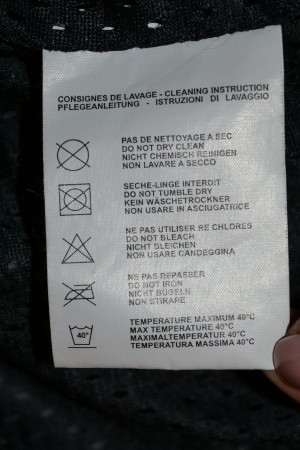 CONSIGNES DE LAVAGE - CLEANING INSTRUCTION
PFLEGEANLEITUNG - ISTRUZIONI DI LAVAGGIO
PAS DE NETTOYAGE A SEC
DO NOT DRY CLEAN
NICHT CHEMISCH REINIGEN
NON LAVARE A SECCO
SECHE-LINGE INTERDIT
DO NOT TUMBLE DRY
KEIN WÄSCHETROCKNER
NON USARE IN ASCIUGATRICE
NE PAS UTILISER RE CHLORES
DO NOT BLEACH
NICHT BLEICHEN
NON USARE CANDEGGINA
NE PAS REPASSER
DO NOT IRON
NICHT BÜGELN
NON STIRARE
40°
TEMPERATURE MAXIMUM 40°C
MAX TEMPERATURE 40°C
MAXIMALTEMPERATUR 40°C
TEMPERATURA MASSIMA 40°C